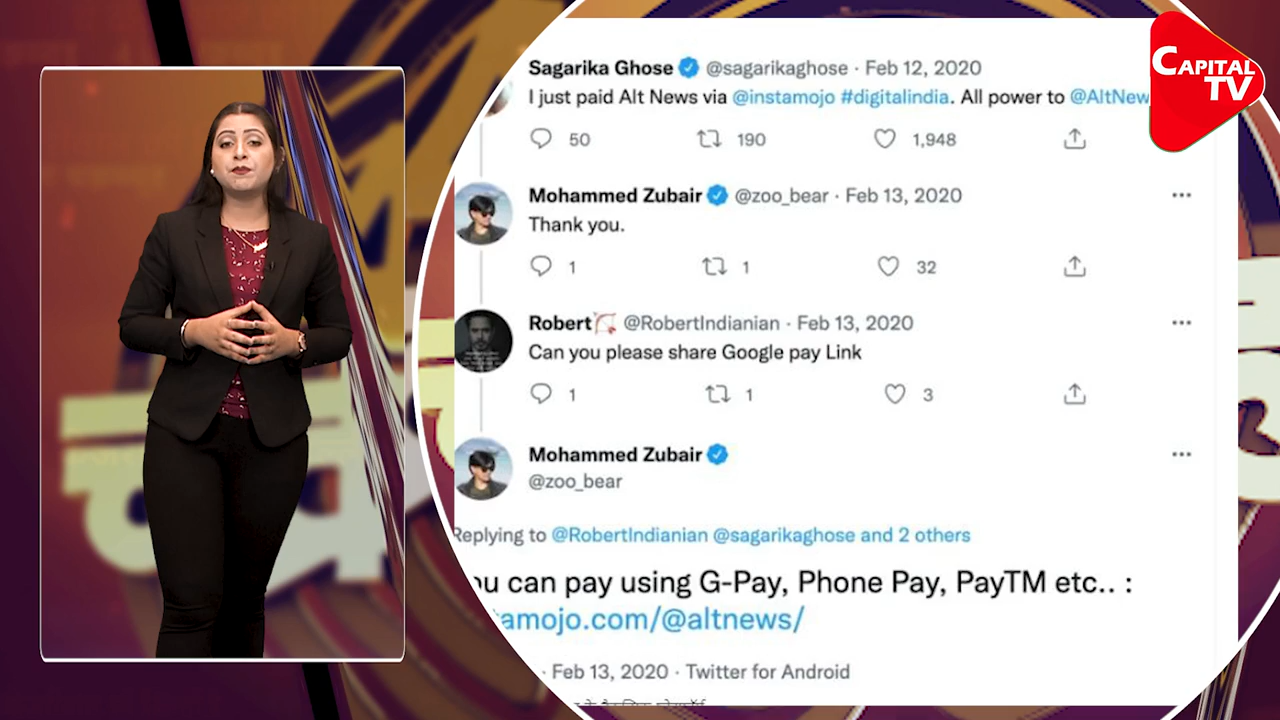 CAPITAL
TV
Sagarika Ghose @sagarikaghose · Feb 12, 2020
I just paid Alt News via @instamojo #digitalindia. All power to @AltNew
50 190 1,948
Mohammed Zubair @zoo_bear · Feb 13, 2020
Thank you.
1 1 32
Robert @RobertIndianian · Feb 13, 2020
Can you please share Google pay Link
1 1 3
Mohammed Zubair
@zoo_bear
Replying to @RobertIndianian @sagarikaghose and 2 others
ou can pay using G-Pay, Phone Pay, PayTM etc.. :
tamojo.com/@altnews/
· Feb 13, 2020 · Twitter for Android